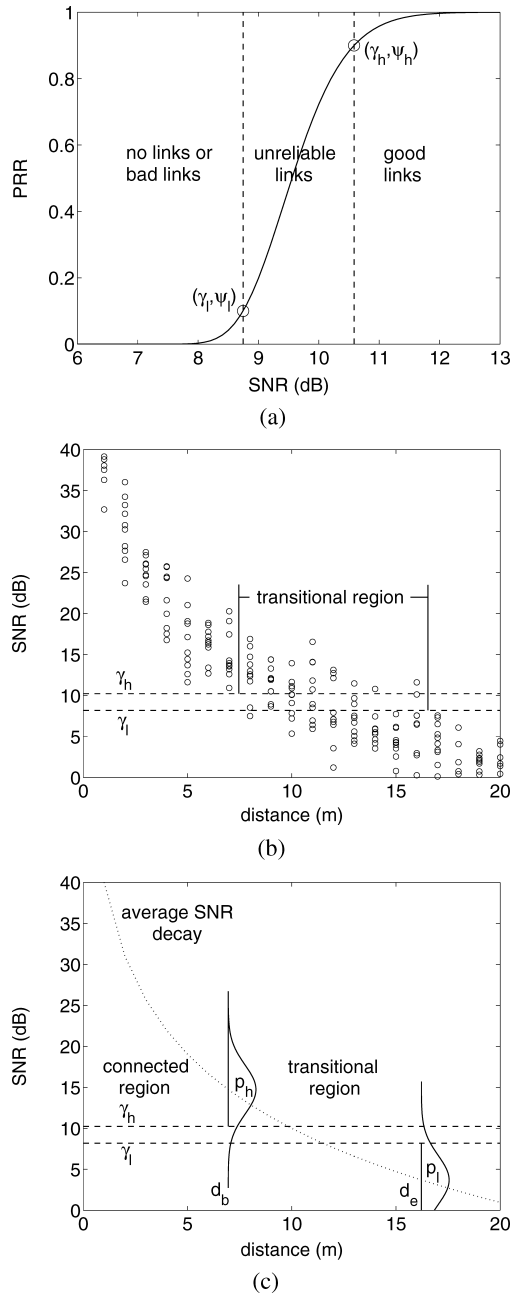 1
0.8
0.6
0.4
0.2
0
PRR
no links or
bad links
unreliable
links
good
links
(γh,ψh)
(γl,ψl)
6 7 8 9 10 11 12 13
SNR (dB)
(a)
40
35
30
25
20
15
10
5
0
SNR (dB)
transitional region
γh
γl
0 5 10 15 20
distance (m)
(b)
40
35
30
25
20
15
10
5
0
SNR (dB)
average SNR
decay
connected
region
transitional
region
ph
γh
γl
db
de
pl
0 5 10 15 20
distance (m)
(c)